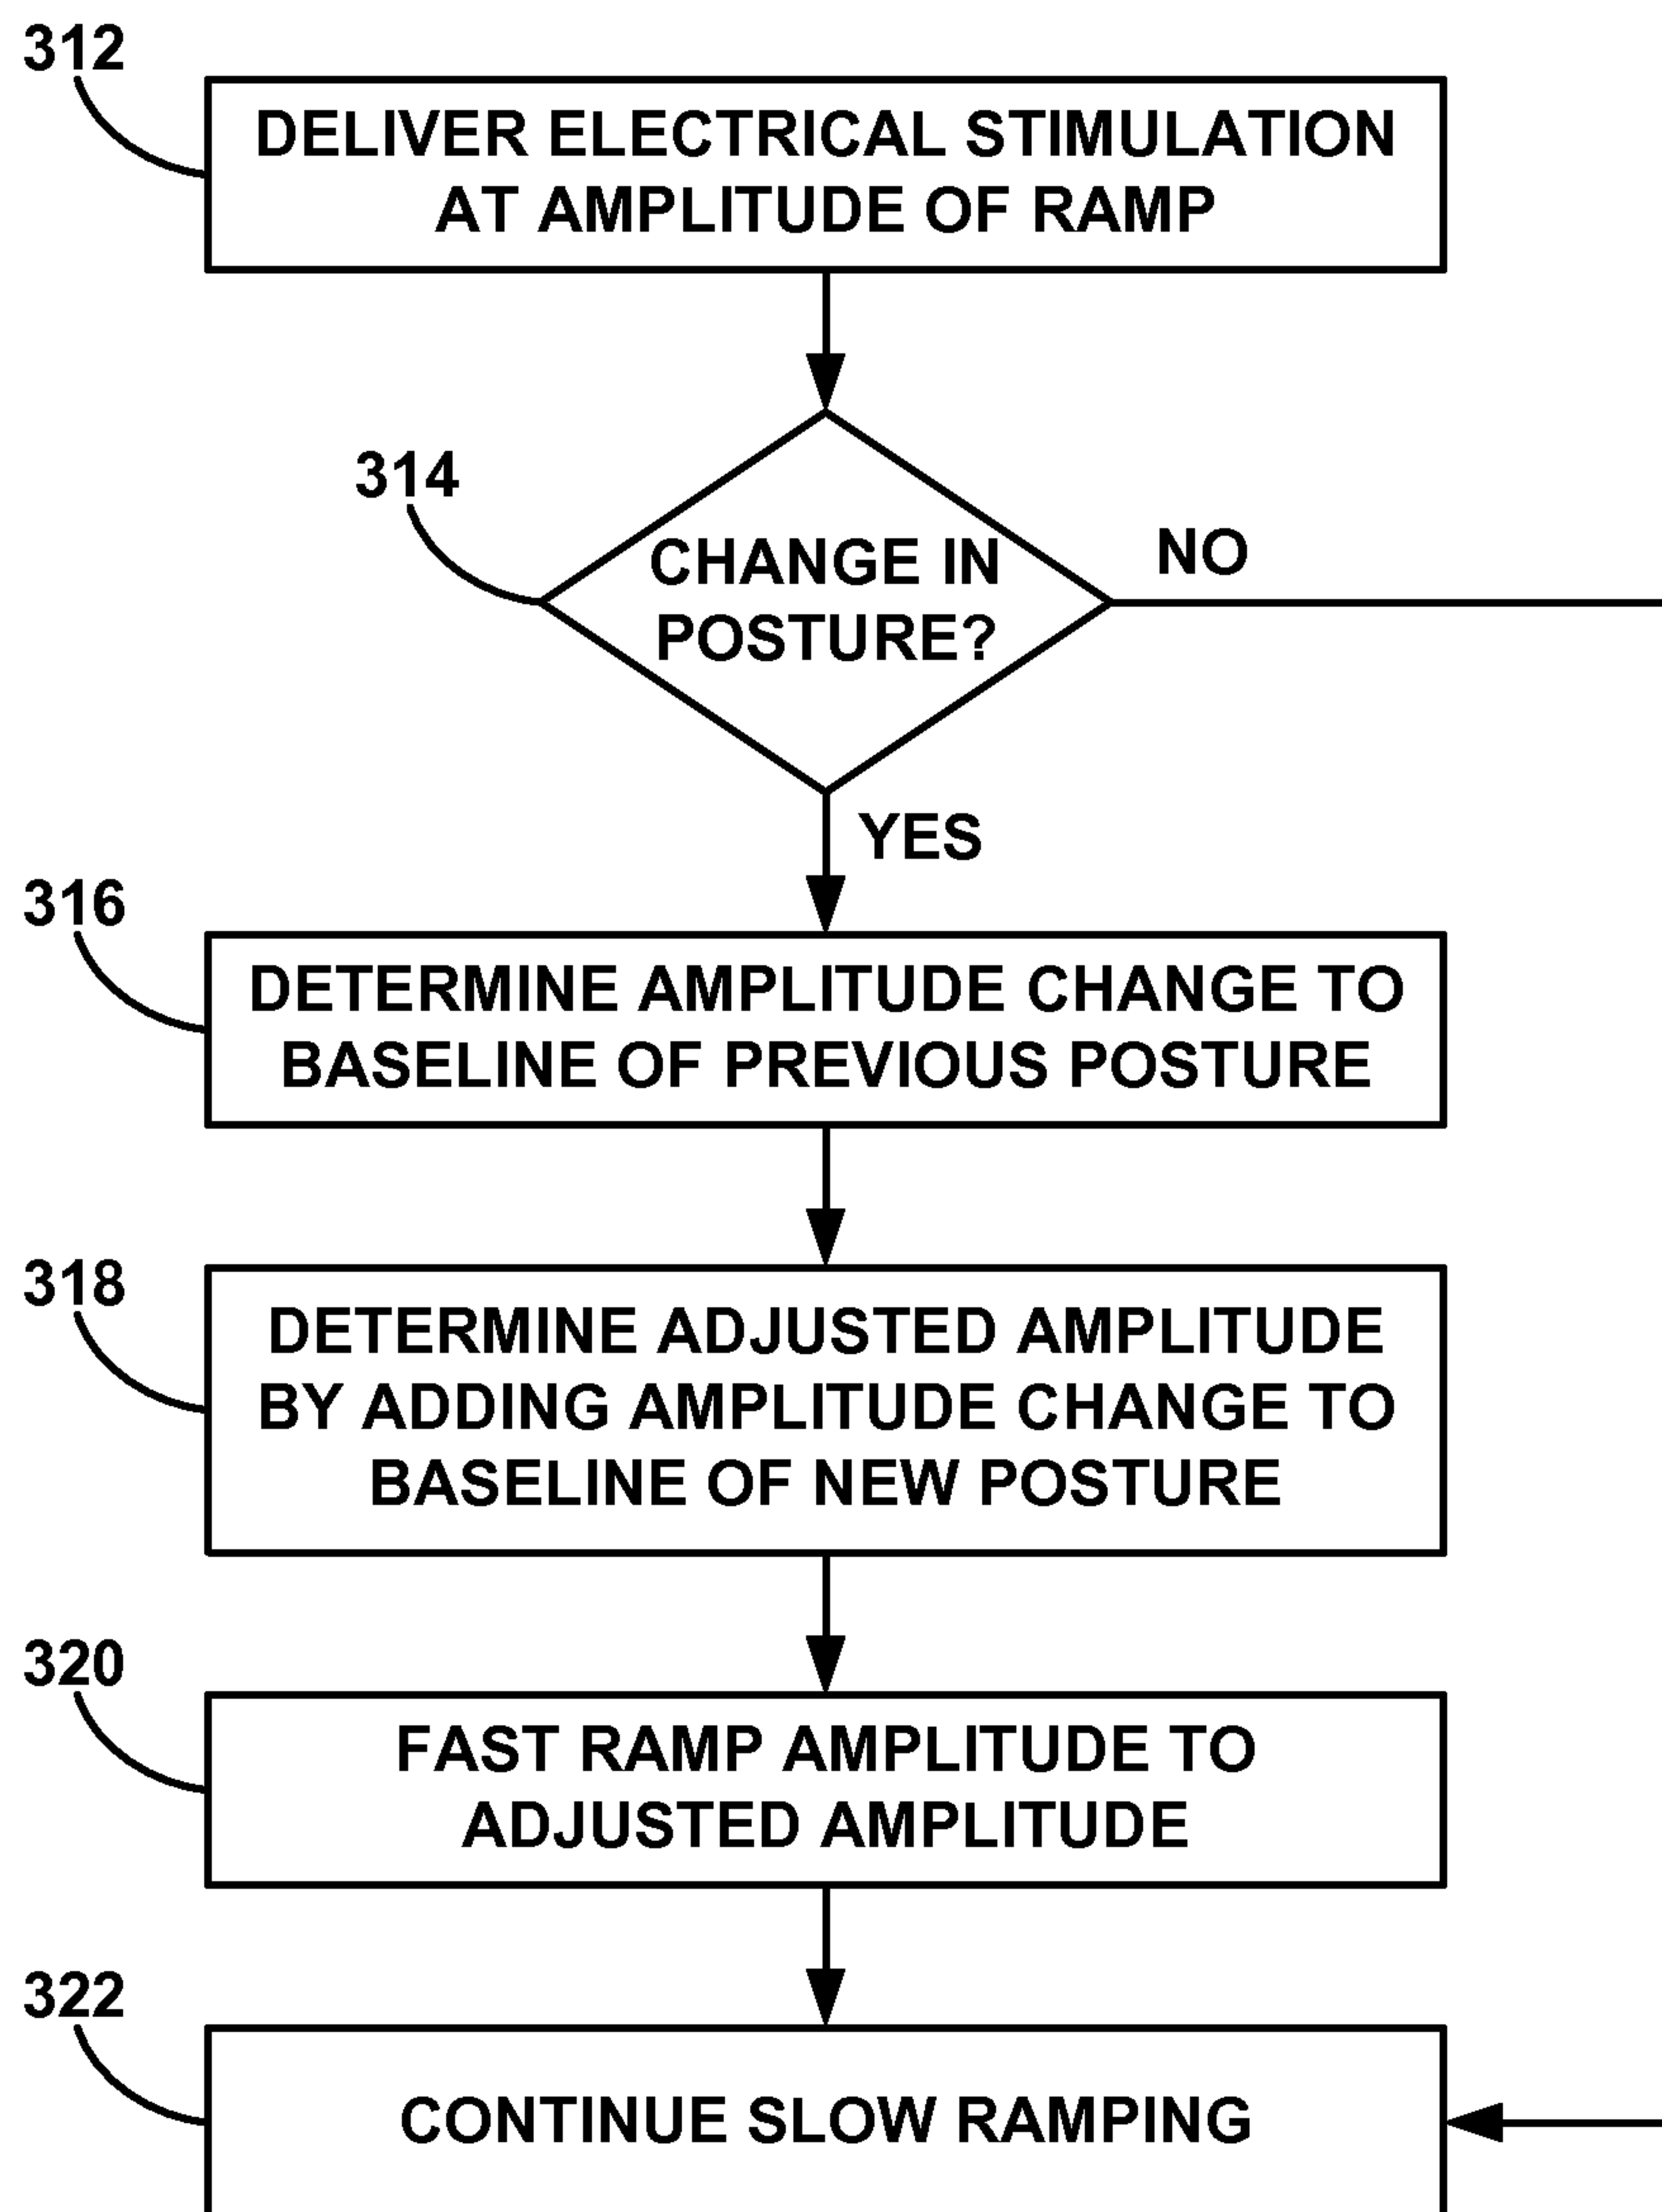 312
DELIVER ELECTRICAL STIMULATION
AT AMPLITUDE OF RAMP
314
CHANGE IN
POSTURE?
NO
YES
316
DETERMINE AMPLITUDE CHANGE TO
BASELINE OF PREVIOUS POSTURE
318
DETERMINE ADJUSTED AMPLITUDE
BY ADDING AMPLITUDE CHANGE TO
BASELINE OF NEW POSTURE
320
FAST RAMP AMPLITUDE TO
ADJUSTED AMPLITUDE
322
CONTINUE SLOW RAMPING